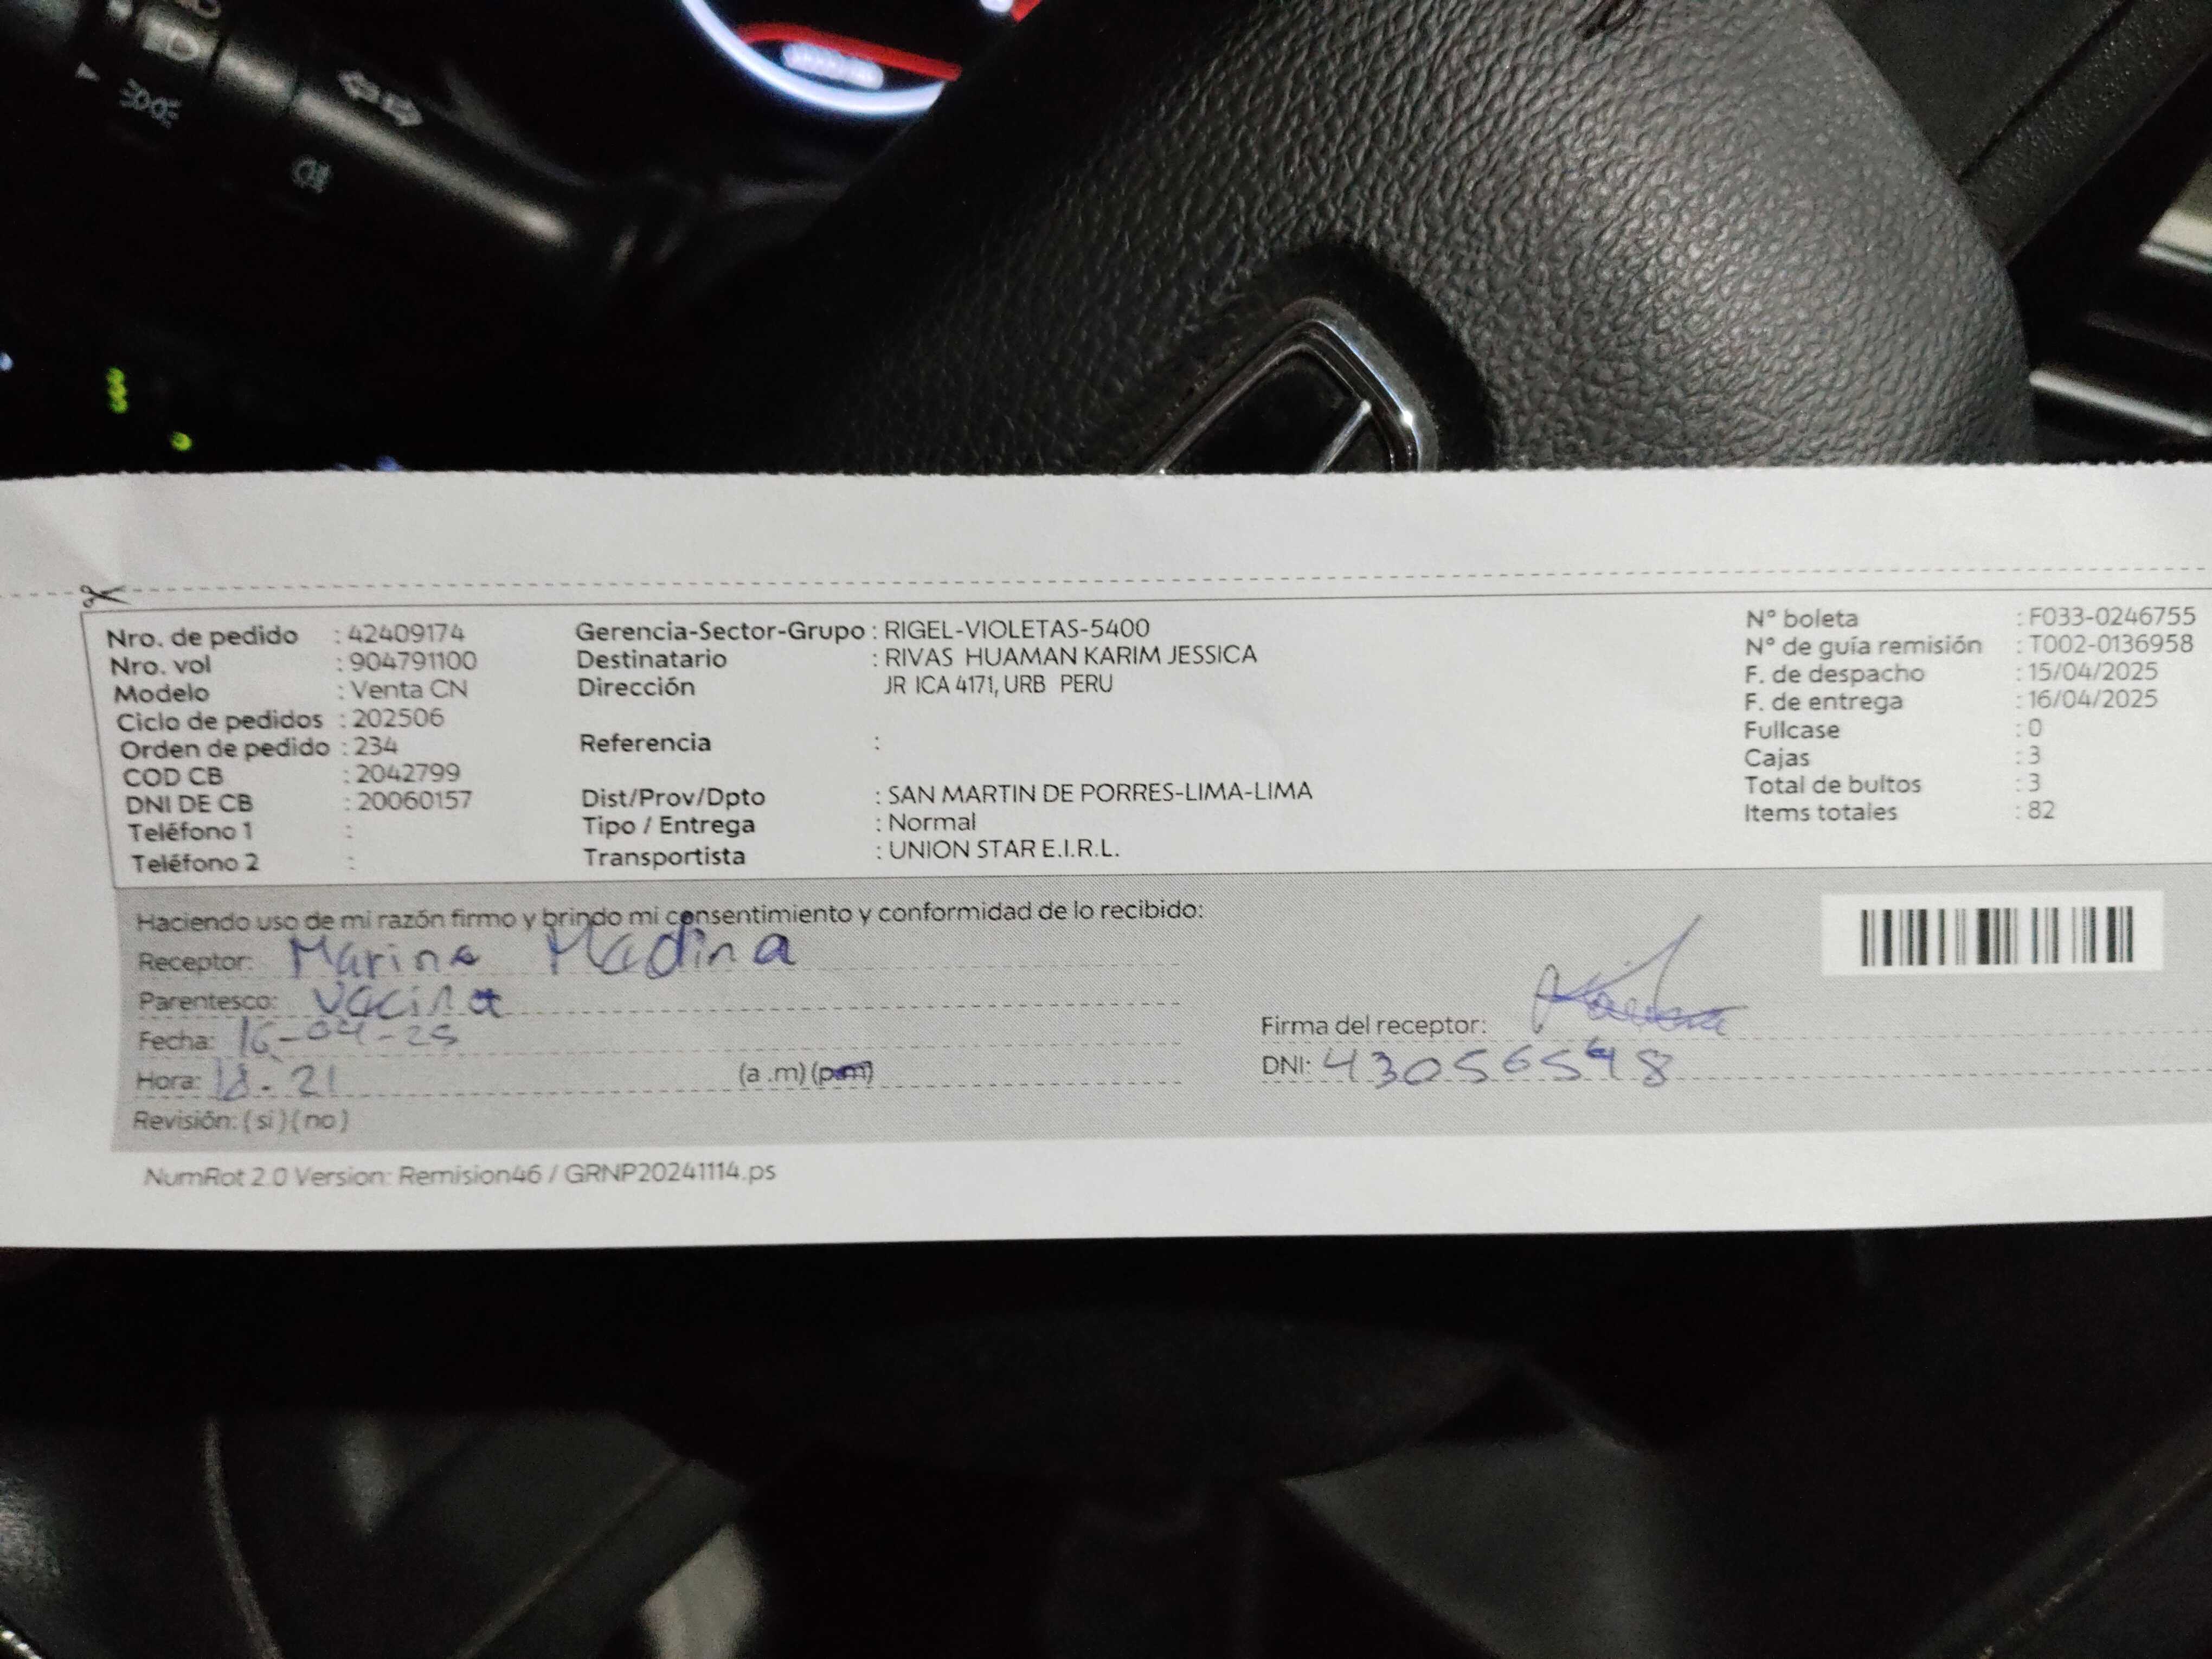 Nro. de pedido : 42409174
Nro. vol : 904791100
Modelo : Venta CN
Ciclo de pedidos : 202506
Orden de pedido : 234
COD CB : 2042799
DNI DE CB : 20060157
Teléfono 1 :
Teléfono 2 :
Gerencia-Sector-Grupo : RIGEL-VIOLETAS-5400
Destinatario : RIVAS HUAMAN KARIM JESSICA
Dirección JR ICA 4171, URB PERU
Referencia :
Dist/Prov/Dpto : SAN MARTIN DE PORRES-LIMA-LIMA
Tipo / Entrega : Normal
Transportista : UNION STAR E.I.R.L.
N° boleta : F033-0246755
N° de guía remisión : T002-0136958
F. de despacho : 15/04/2025
F. de entrega : 16/04/2025
Fullcase : 0
Cajas : 3
Total de bultos : 3
Items totales : 82
Haciendo uso de mi razón firmo y brindo mi consentimiento y conformidad de lo recibido:
Receptor: Marina Madina
Parentesco: Vacina
Fecha: 16-04-25
Hora: 18:21 (a .m) (p.m)
Revisión: ( si ) ( no )
Firma del receptor:
DNI: 43056548
NumRot 2.0 Version: Remision46 / GRNP20241114.ps